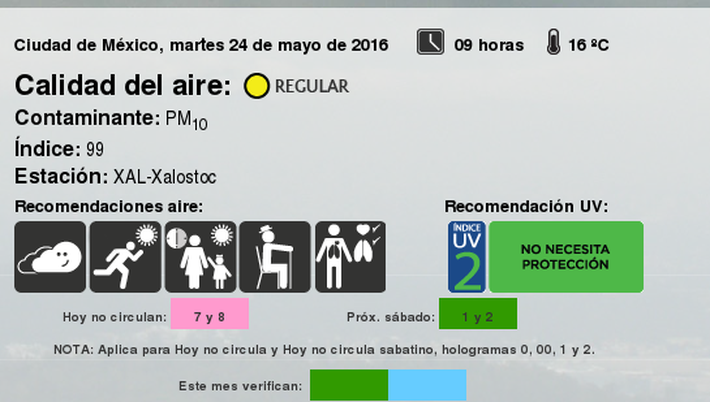 Ciudad de México, martes 24 de mayo de 2016 09 horas 16 ºC
Calidad del aire: REGULAR
Contaminante: PM10
Índice: 99
Estación: XAL-Xalostoc
Recomendaciones aire: Recomendación UV:
ÍNDICE
UV
2
NO NECESITA
PROTECCIÓN
Hoy no circulan: 7 y 8 Próx. sábado: 1 y 2
NOTA: Aplica para Hoy no circula y Hoy no circula sabatino, hologramas 0, 00, 1 y 2.
Este mes verifican: